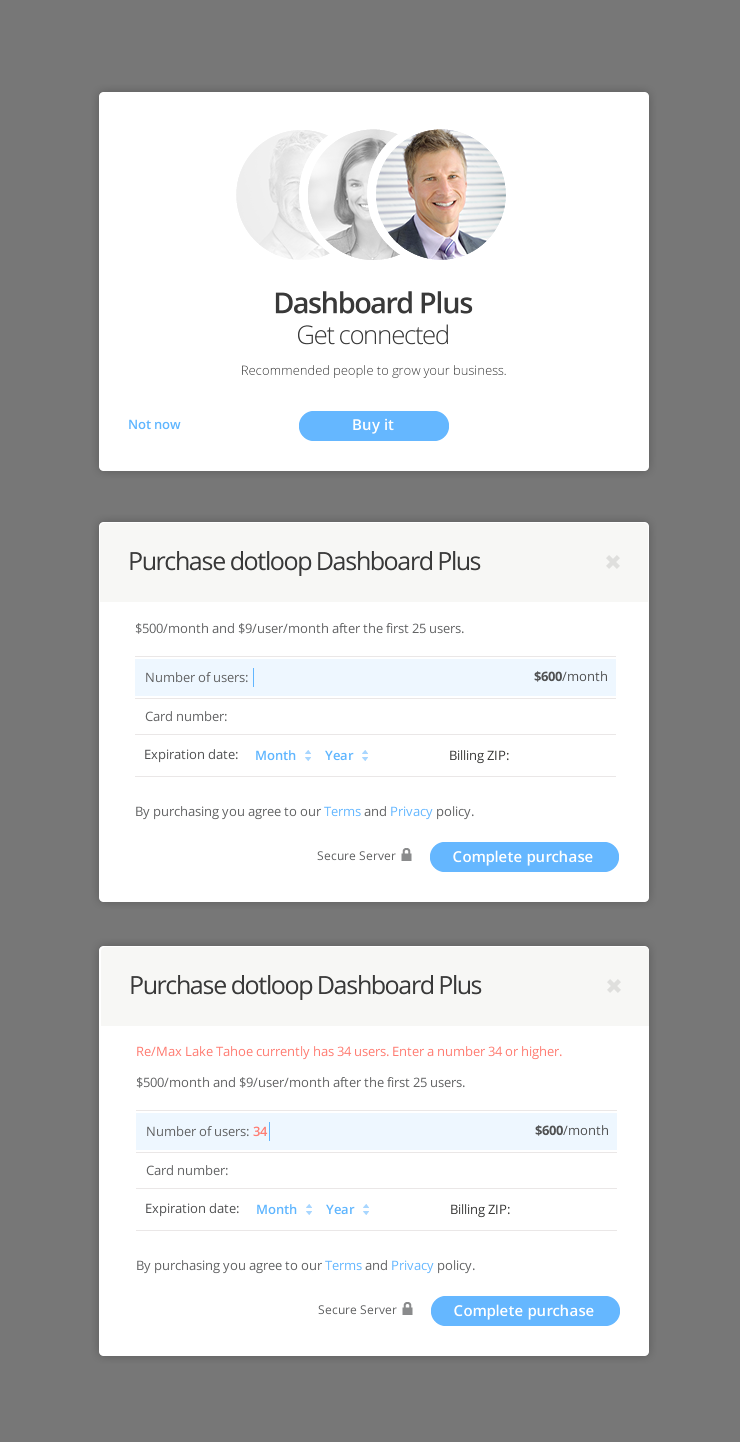 Dashboard Plus
Get connected
Recommended people to grow your business.
Not now
Buy it
Purchase dotloop Dashboard Plus
$500/month and $9/user/month after the first 25 users.
Number of users: $600/month
Card number:
Expiration date: Month Year Billing ZIP:
By purchasing you agree to our Terms and Privacy policy.
Secure Server Complete purchase
Purchase dotloop Dashboard Plus
Re/Max Lake Tahoe currently has 34 users. Enter a number 34 or higher.
$500/month and $9/user/month after the first 25 users.
Number of users: 34 $600/month
Card number:
Expiration date: Month Year Billing ZIP:
By purchasing you agree to our Terms and Privacy policy.
Secure Server Complete purchase